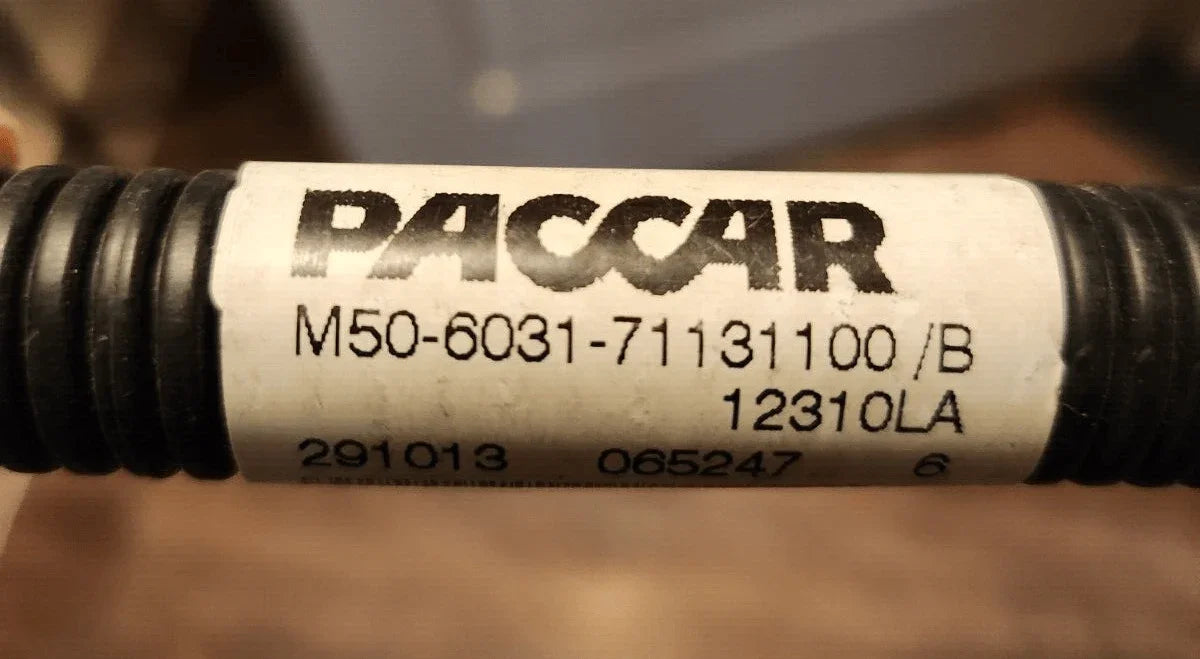 PACCAR
M50-6031-71131100 /B
12310LA
291013 065247 6